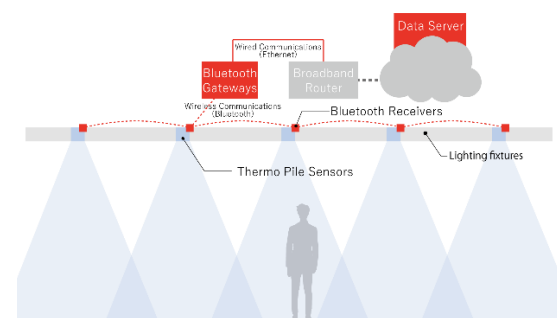 Data Server
Wired Communications
(Ethernet)
Bluetooth
Gateways
Broadband
Router
Wireless Communications
(Bluetooth)
Bluetooth Receivers
Lighting fixtures
Thermo Pile Sensors